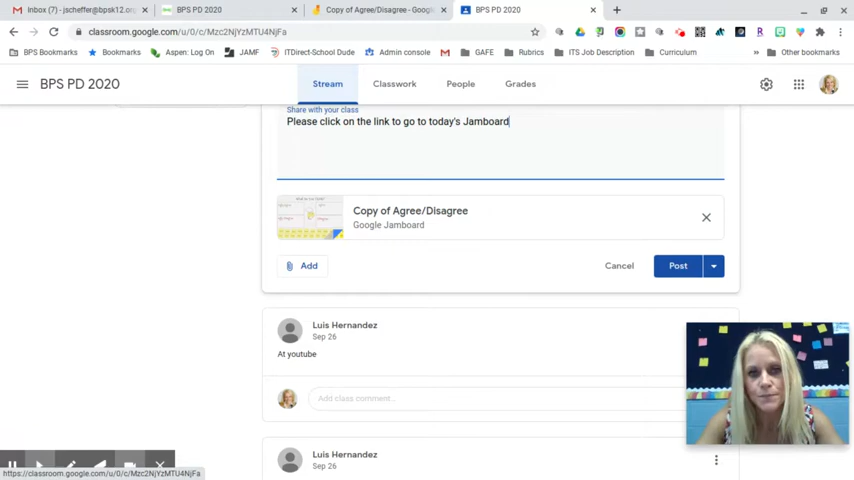 Inbox (7) - jscheffer@bpsk12.org
BPS PD 2020
Copy of Agree/Disagree - Google
BPS PD 2020
classroom.google.com/u/0/c/Mzc2NjYzMTU4NjFa
BPS Bookmarks
Bookmarks
Aspen: Log On
JAMF
ITDirect-School Dude
Admin console
GAFE
Rubrics
ITS Job Description
Curriculum
Other bookmarks
BPS PD 2020
Stream
Classwork
People
Grades
Share with your class
Please click on the link to go to today's Jamboard
Copy of Agree/Disagree
Google Jamboard
Add
Cancel
Post
Luis Hernandez
Sep 26
At youtube
Add class comment...
Luis Hernandez
Sep 26
https://classroom.google.com/u/0/c/Mzc2NjYzMTU4NjFa